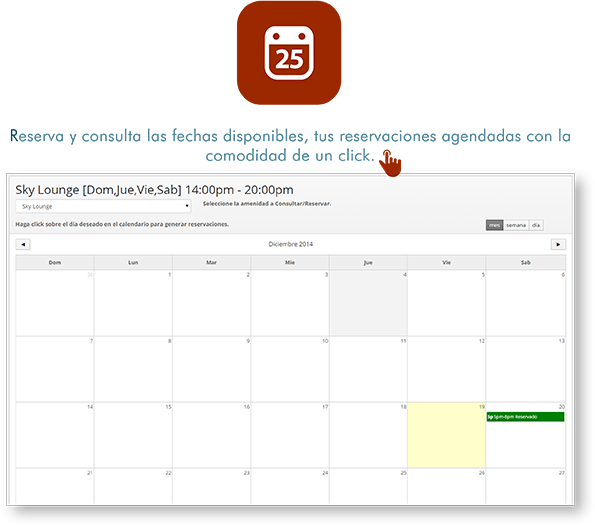 25
Reserva y consulta las fechas disponibles, tus reservaciones agendadas con la
comodidad de un click.
Sky Lounge [Dom,Jue,Vie,Sab] 14:00pm - 20:00pm
Sky Lounge Seleccione la amenidad a Consultar/Reservar.
Haga click sobre el día deseado en el calendario para generar reservaciones. mes semana día
Diciembre 2014
Dom Lun Mar Mie Jue Vie Sab
30 1 2 3 4 5 6
7 8 9 10 11 12 13
14 15 16 17 18 19 20
5p 5pm-8pm Reservado
21 22 23 24 25 26 27